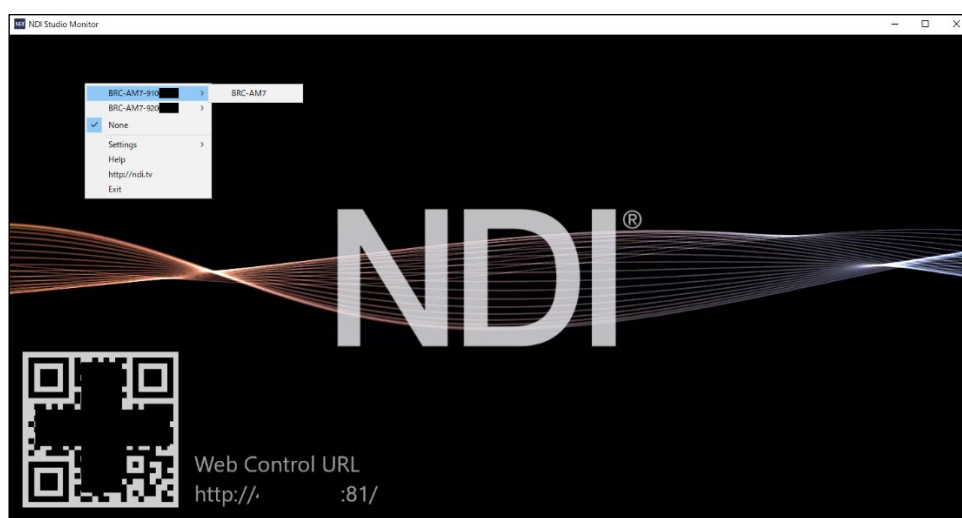 NDI NDI Studio Monitor
BRC-AM7-910 > BRC-AM7
BRC-AM7-920 >
None
Settings >
Help
http://ndi.tv
Exit
NDI®
Web Control URL
http:// :81/